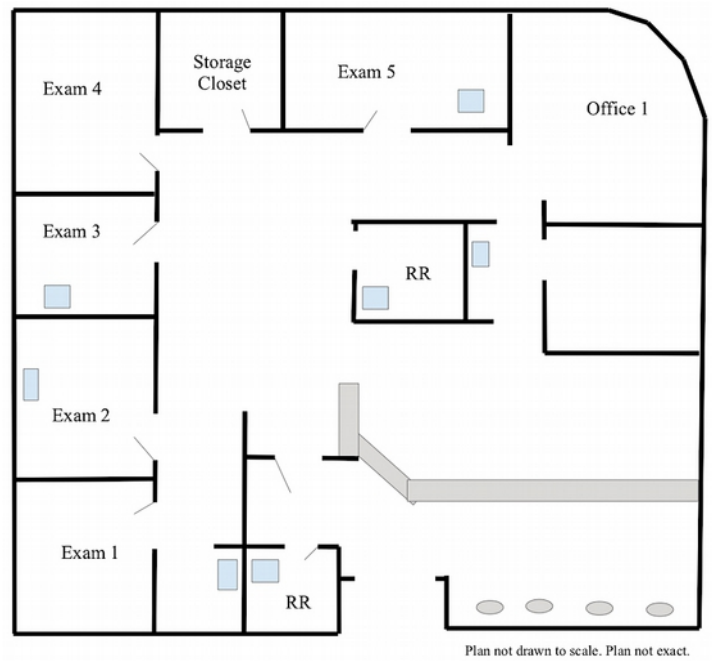 Exam 4
Storage
Closet
Exam 5
Office 1
Exam 3
RR
Exam 2
Exam 1
RR
Plan not drawn to scale. Plan not exact.